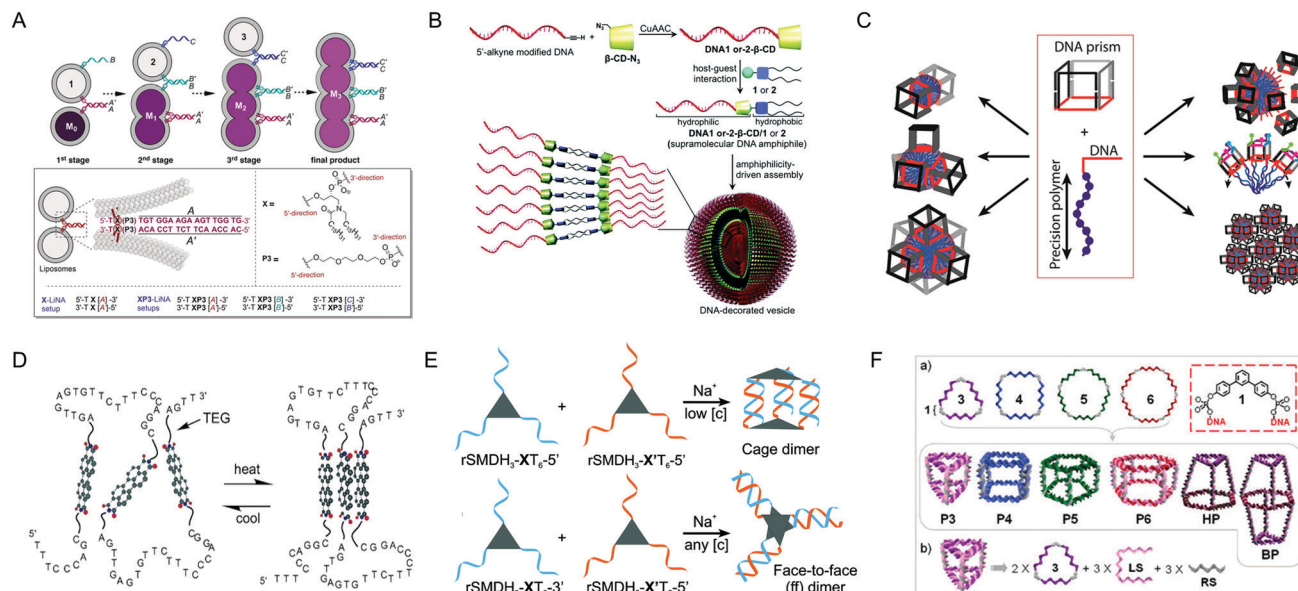 A
1
M0
B
A'
A
1st stage
2
M1
C
B'
B
A'
A
2nd stage
3
M2
C'
C
B'
B
A'
A
3rd stage
M3
C'
C
B'
B
A'
A
final product
Liposomes
A
5'-T X (P3) TGT GGA AGA AGT TGG TG-3'
3'-T X (P3) ACA CCT TCT TCA ACC AC-5'
A'
X =
3'-direction
5'-direction
C15H31
C15H31
P3 =
3'-direction
5'-direction
X-LiNA setup
5'-T X [A] -3'
3'-T X [A']-5'
XP3-LiNA setups
5'-T XP3 [A]-3'
3'-T XP3 [A']-5'
5'-T XP3 [B]-3'
3'-T XP3 [B']-5'
5'-T XP3 [C]-3'
B
5'-alkyne modified DNA
+
N3
β-CD-N3
CuAAC
DNA1 or-2-β-CD
host-guest
interaction
1 or 2
hydrophilic
hydrophobic
DNA1 or-2-β-CD/1 or 2
(supramolecular DNA amphiphile)
amphiphilicity-
driven assembly
DNA-decorated vesicle
C
DNA prism
+
DNA
Precision polymer
D
TEG
heat
cool
5'
3'
5'
3'
E
+
Na+
low [c]
rSMDH3-XT6-5'
rSMDH3-X'T6-5'
Cage dimer
+
Na+
any [c]
Face-to-face
(ff) dimer
F
a)
1{
3
4
5
6
1
DNA
DNA
P3
P4
P5
P6
HP
BP
b)
2 X
3
+ 3 X
LS
+ 3 X
RS